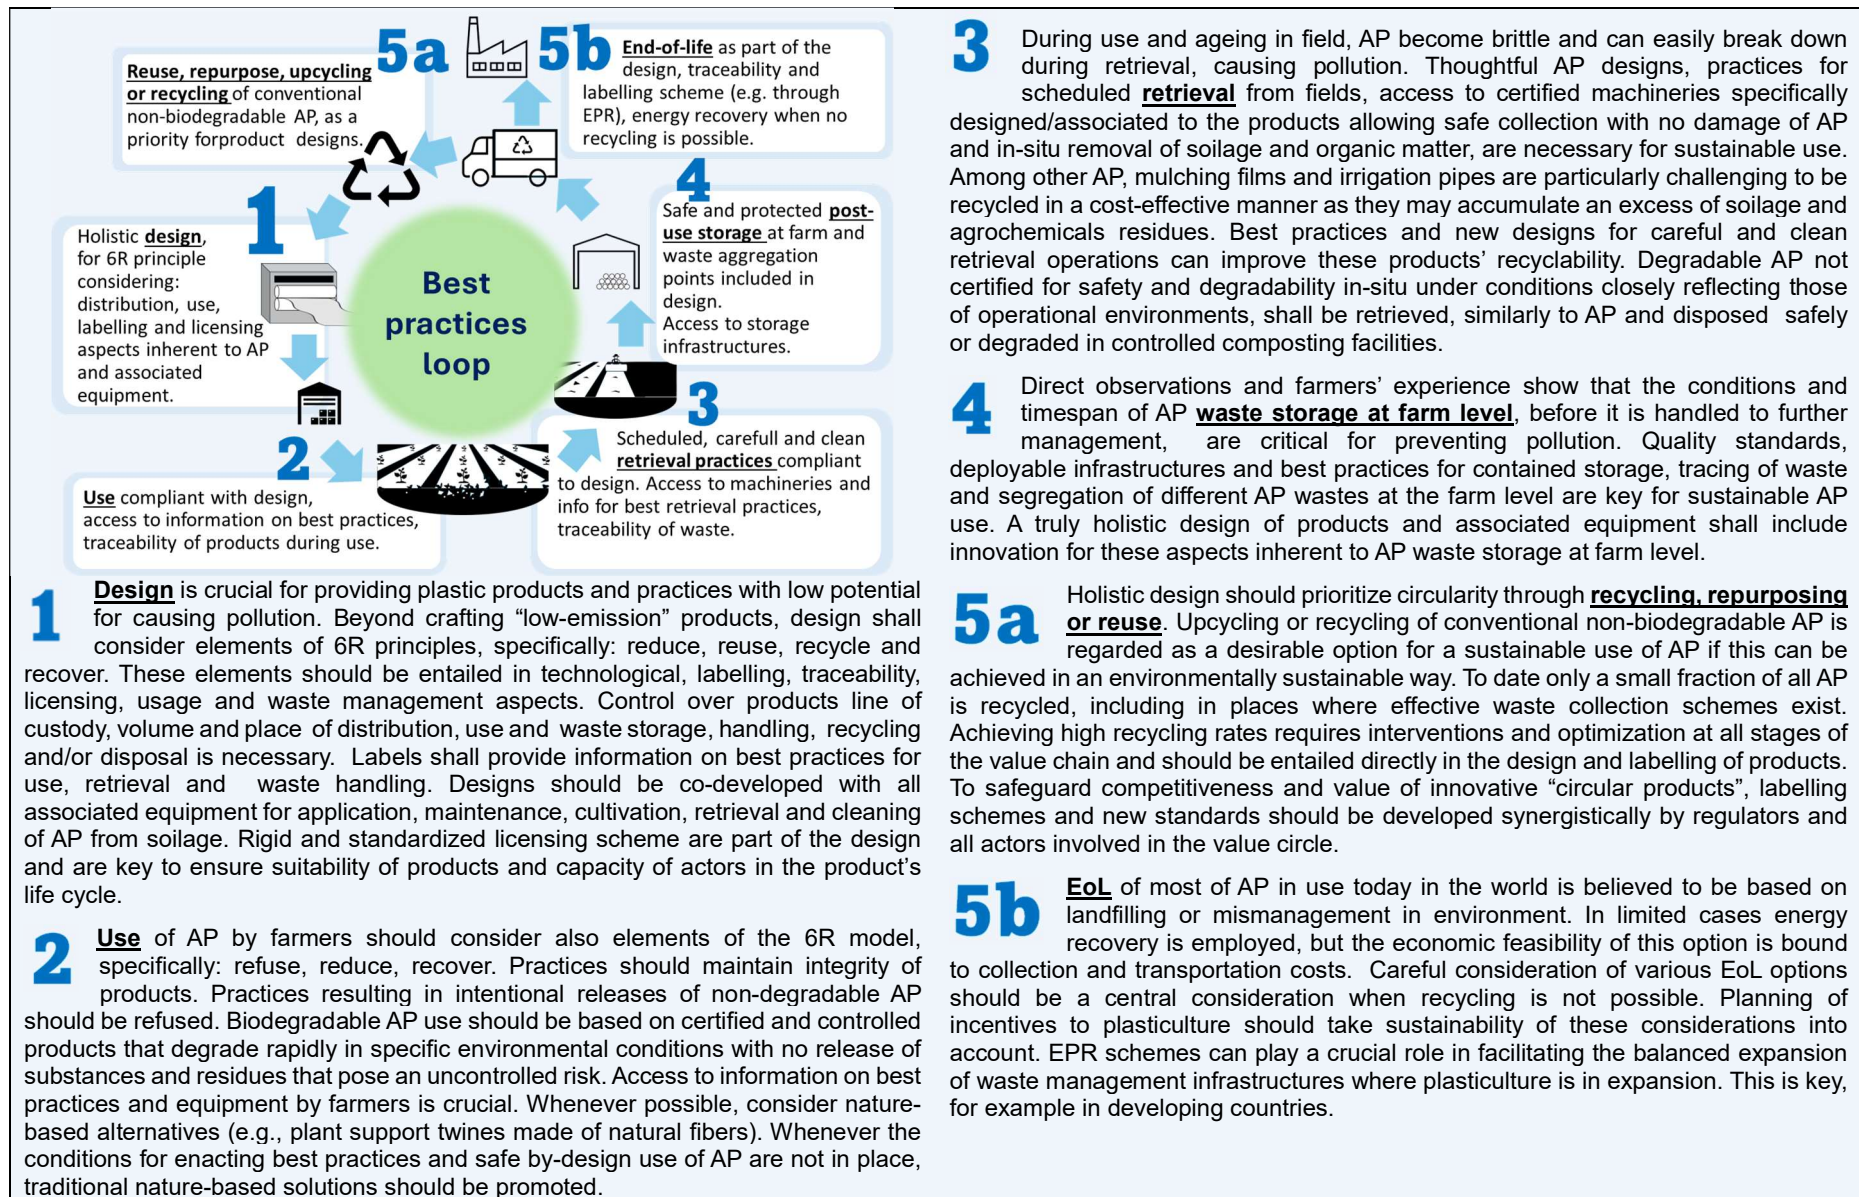 5a
Reuse, repurpose, upcycling
or recycling of conventional
non-biodegradable AP, as a
priority forproduct designs.
5b
End-of-life as part of the
design, traceability and
labelling scheme (e.g. through
EPR), energy recovery when no
recycling is possible.
1
Holistic design,
for 6R principle
considering:
distribution, use,
labelling and licensing
aspects inherent to AP
and associated
equipment.
Best
practices
loop
4
Safe and protected post-
use storage at farm and
waste aggregation
points included in
design.
Access to storage
infrastructures.
2
Use compliant with design,
access to information on best practices,
traceability of products during use.
3
Scheduled, carefull and clean
retrieval practices compliant
to design. Access to machineries and
info for best retrieval practices,
traceability of waste.
1
Design is crucial for providing plastic products and practices with low potential
for causing pollution. Beyond crafting “low-emission” products, design shall
consider elements of 6R principles, specifically: reduce, reuse, recycle and
recover. These elements should be entailed in technological, labelling, traceability,
licensing, usage and waste management aspects. Control over products line of
custody, volume and place of distribution, use and waste storage, handling, recycling
and/or disposal is necessary. Labels shall provide information on best practices for
use, retrieval and waste handling. Designs should be co-developed with all
associated equipment for application, maintenance, cultivation, retrieval and cleaning
of AP from soilage. Rigid and standardized licensing scheme are part of the design
and are key to ensure suitability of products and capacity of actors in the product’s
life cycle.
2
Use of AP by farmers should consider also elements of the 6R model,
specifically: refuse, reduce, recover. Practices should maintain integrity of
products. Practices resulting in intentional releases of non-degradable AP
should be refused. Biodegradable AP use should be based on certified and controlled
products that degrade rapidly in specific environmental conditions with no release of
substances and residues that pose an uncontrolled risk. Access to information on best
practices and equipment by farmers is crucial. Whenever possible, consider nature-
based alternatives (e.g., plant support twines made of natural fibers). Whenever the
conditions for enacting best practices and safe by-design use of AP are not in place,
traditional nature-based solutions should be promoted.
3
During use and ageing in field, AP become brittle and can easily break down
during retrieval, causing pollution. Thoughtful AP designs, practices for
scheduled retrieval from fields, access to certified machineries specifically
designed/associated to the products allowing safe collection with no damage of AP
and in-situ removal of soilage and organic matter, are necessary for sustainable use.
Among other AP, mulching films and irrigation pipes are particularly challenging to be
recycled in a cost-effective manner as they may accumulate an excess of soilage and
agrochemicals residues. Best practices and new designs for careful and clean
retrieval operations can improve these products’ recyclability. Degradable AP not
certified for safety and degradability in-situ under conditions closely reflecting those
of operational environments, shall be retrieved, similarly to AP and disposed safely
or degraded in controlled composting facilities.
4
Direct observations and farmers’ experience show that the conditions and
timespan of AP waste storage at farm level, before it is handled to further
management, are critical for preventing pollution. Quality standards,
deployable infrastructures and best practices for contained storage, tracing of waste
and segregation of different AP wastes at the farm level are key for sustainable AP
use. A truly holistic design of products and associated equipment shall include
innovation for these aspects inherent to AP waste storage at farm level.
5a
Holistic design should prioritize circularity through recycling, repurposing
or reuse. Upcycling or recycling of conventional non-biodegradable AP is
regarded as a desirable option for a sustainable use of AP if this can be
achieved in an environmentally sustainable way. To date only a small fraction of all AP
is recycled, including in places where effective waste collection schemes exist.
Achieving high recycling rates requires interventions and optimization at all stages of
the value chain and should be entailed directly in the design and labelling of products.
To safeguard competitiveness and value of innovative “circular products”, labelling
schemes and new standards should be developed synergistically by regulators and
all actors involved in the value circle.
5b
EoL of most of AP in use today in the world is believed to be based on
landfilling or mismanagement in environment. In limited cases energy
recovery is employed, but the economic feasibility of this option is bound
to collection and transportation costs. Careful consideration of various EoL options
should be a central consideration when recycling is not possible. Planning of
incentives to plasticulture should take sustainability of these considerations into
account. EPR schemes can play a crucial role in facilitating the balanced expansion
of waste management infrastructures where plasticulture is in expansion. This is key,
for example in developing countries.